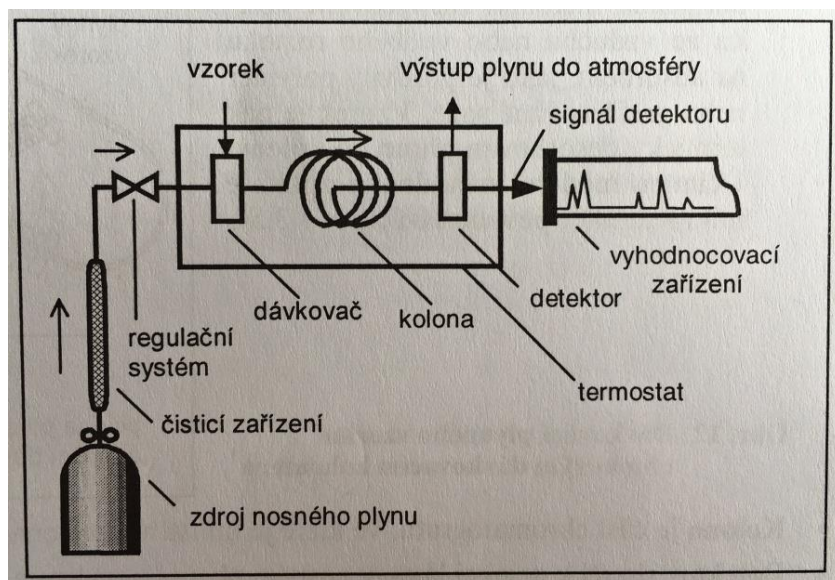 vzorek
výstup plynu do atmosféry
signál detektoru
vyhodnocovací
zařízení
dávkovač
kolona
detektor
regulační
systém
termostat
čisticí zařízení
zdroj nosného plynu